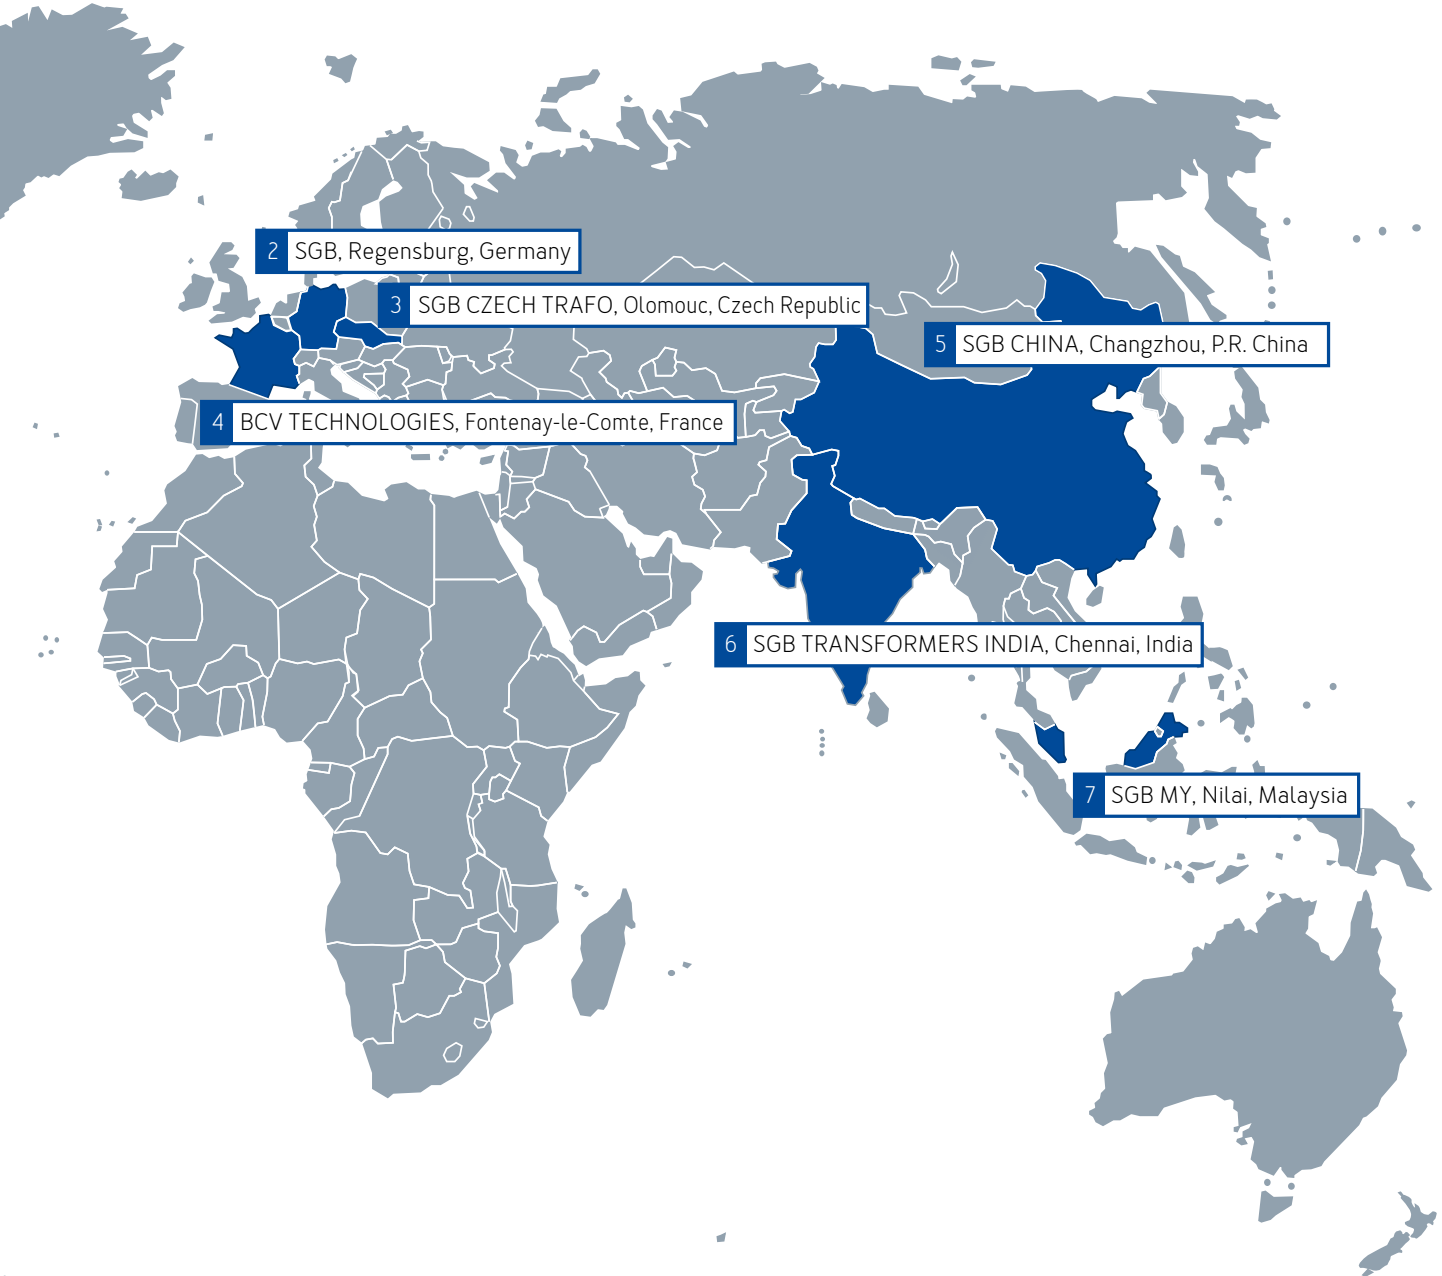 2 SGB, Regensburg, Germany
3 SGB CZECH TRAFO, Olomouc, Czech Republic
5 SGB CHINA, Changzhou, P.R. China
4 BCV TECHNOLOGIES, Fontenay-le-Comte, France
6 SGB TRANSFORMERS INDIA, Chennai, India
7 SGB MY, Nilai, Malaysia